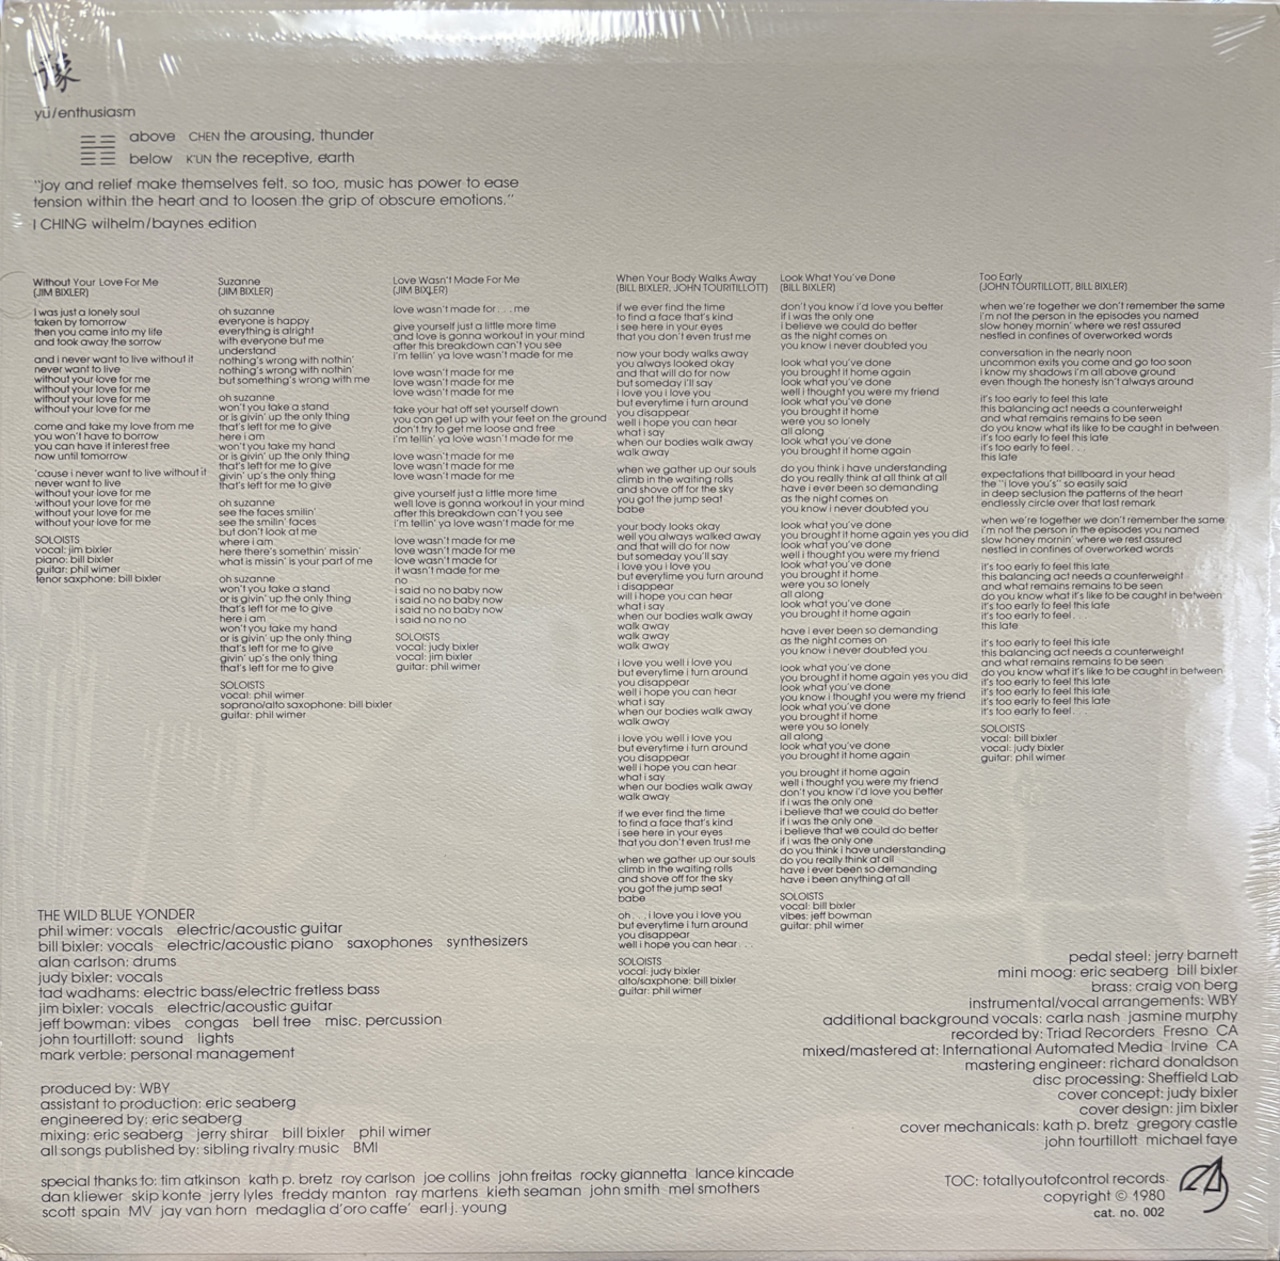 豫
yü/enthusiasm
above CHEN the arousing, thunder
below K'UN the receptive, earth
"joy and relief make themselves felt. so too, music has power to ease
tension within the heart and to loosen the grip of obscure emotions."
I CHING wilhelm/baynes edition
Without Your Love For Me
(JIM BIXLER)
I was just a lonely soul
taken by tomorrow
then you came into my life
and took away the sorrow
and i never want to live without it
never want to live
without your love for me
without your love for me
without your love for me
without your love for me
come and take my love from me
you won't have to borrow
you can have it interest free
now until tomorrow
'cause i never want to live without it
never want to live
without your love for me
without your love for me
without your love for me
without your love for me
SOLOISTS
vocal: jim bixler
piano: bill bixler
guitar: phil wimer
tenor saxphone: bill bixler
Suzanne
(JIM BIXLER)
oh suzanne
everyone is happy
everything is alright
with everyone but me
understand
nothing's wrong with nothin'
nothing's wrong with nothin'
but something's wrong with me
oh suzanne
won't you take a stand
or is givin' up the only thing
that's left for me to give
here i am
won't you take my hand
or is givin' up the only thing
that's left for me to give
givin' up's the only thing
that's left for me to give
oh suzanne
see the faces smilin'
see the smilin' faces
but don't look at me
where i am
here there's somethin' missin'
what is missin' is your part of me
oh suzanne
won't you take a stand
or is givin' up the only thing
that's left for me to give
here i am
won't you take my hand
or is givin' up the only thing
that's left for me to give
givin' up's the only thing
that's left for me to give
SOLOISTS
vocal: phil wimer
soprano/alto saxophone: bill bixler
guitar: phil wimer
Love Wasn't Made For Me
(JIM BIXLER)
love wasn't made for . . . me
give yourself just a little more time
and love is gonna workout in your mind
after this breakdown can't you see
i'm tellin' ya love wasn't made for me
love wasn't made for me
love wasn't made for me
love wasn't made for me
take your hat off set yourself down
you can get up with your feet on the ground
don't try to get me loose and free
i'm tellin' ya love wasn't made for me
love wasn't made for me
love wasn't made for me
love wasn't made for me
give yourself just a little more time
well love is gonna workout in your mind
after this breakdown can't you see
i'm tellin' ya love wasn't made for me
love wasn't made for me
love wasn't made for me
love wasn't made for
it wasn't made for me
no
i said no no baby now
i said no no baby now
i said no no baby now
i said no no no
SOLOISTS
vocal: judy bixler
vocal: jim bixler
guitar: phil wimer
When Your Body Walks Away
(BILL BIXLER, JOHN TOURITILLOTT)
if we ever find the time
to find a face that's kind
i see here in your eyes
that you don't even trust me
now your body walks away
you always looked okay
and that will do for now
but someday i'll say
i love you i love you
but everytime i turn around
you disappear
well i hope you can hear
what i say
when our bodies walk away
walk away
when we gather up our souls
climb in the waiting rolls
and shove off for the sky
you got the jump seat
babe
your body looks okay
well you always walked away
and that will do for now
but someday you'll say
i love you i love you
but everytime you turn around
i disappear
will i hope you can hear
what i say
when our bodies walk away
walk away
walk away
walk away
i love you well i love you
but everytime i turn around
you disappear
well i hope you can hear
what i say
when our bodies walk away
walk away
i love you well i love you
but everytime i turn around
you disappear
well i hope you can hear
what i say
when our bodies walk away
walk away
if we ever find the time
to find a face that's kind
i see here in your eyes
that you don't even trust me
when we gather up our souls
climb in the waiting rolls
and shove off for the sky
you got the jump seat
babe
oh . . . i love you i love you
but everytime i turn around
you disappear
well i hope you can hear . . .
SOLOISTS
vocal: judy bixler
alto/saxphone: bill bixler
guitar: phil wimer
Look What You've Done
(BILL BIXLER)
don't you know i'd love you better
if i was the only one
i believe we could do better
as the night comes on
you know i never doubted you
look what you've done
you brought it home again
look what you've done
well i thought you were my friend
look what you've done
you brought it home
were you so lonely
all along
look what you've done
you brought it home again
do you think i have understanding
do you really think at all think at all
have i ever been so demanding
as the night comes on
you know i never doubted you
look what you've done
you brought it home again yes you did
look what you've done
well i thought you were my friend
look what you've done
you brought it home
were you so lonely
all along
look what you've done
you brought it home again
have i ever been so demanding
as the night comes on
you know i never doubted you
look what you've done
you brought it home again yes you did
look what you've done
you know i thought you were my friend
look what you've done
you brought it home
were you so lonely
all along
look what you've done
you brought it home again
you brought it home again
well i thought you were my friend
don't you know i'd love you better
if i was the only one
i believe that we could do better
if i was the only one
i believe that we could do better
if i was the only one
do you think i have understanding
do you really think at all
have i ever been so demanding
have i been anything at all
SOLOISTS
vocal: bill bixler
vibes: jeff bowman
guitar: phil wimer
Too Early
(JOHN TOURTILLOTT, BILL BIXLER)
when we're together we don't remember the same
i'm not the person in the episodes you named
slow honey mornin' where we rest assured
nestled in confines of overworked words
conversation in the nearly noon
uncommon exits you come and go too soon
i know my shadows i'm all above ground
even though the honesty isn't always around
it's too early to feel this late
this balancing act needs a counterweight
and what remains remains to be seen
do you know what its like to be caught in between
it's too early to feel this late
it's too early to feel . . .
this late
expectations that billboard in your head
the "i love you's" so easily said
in deep seclusion the patterns of the heart
endlessly circle over that last remark
when we're together we don't remember the same
i'm not the person in the episodes you named
slow honey mornin' where we rest assured
nestled in confines of overworked words
it's too early to feel this late
this balancing act needs a counterweight
and what remains remains to be seen
do you know what it's like to be caught in between
it's too early to feel this late
it's too early to feel . . .
this late
it's too early to feel this late
this balancing act needs a counterweight
and what remains remains to be seen
do you know what it's like to be caught in between
it's too early to feel this late
it's too early to feel this late
it's too early to feel this late
it's too early to feel . . .
SOLOISTS
vocal: bill bixler
vocal: judy bixler
guitar: phil wimer
THE WILD BLUE YONDER
phil wimer: vocals electric/acoustic guitar
bill bixler: vocals electric/acoustic piano saxophones synthesizers
alan carlson: drums
judy bixler: vocals
tad wadhams: electric bass/electric fretless bass
jim bixler: vocals electric/acoustic guitar
jeff bowman: vibes congas bell tree misc. percussion
john tourtillott: sound lights
mark verble: personal management
produced by: WBY
assistant to production: eric seaberg
engineered by: eric seaberg
mixing: eric seaberg jerry shirar bill bixler phil wimer
all songs published by: sibling rivalry music BMI
special thanks to: tim atkinson kath p. bretz roy carlson joe collins john freitas rocky giannetta lance kincade
dan kliewer skip konte jerry lyles freddy manton ray martens kieth seaman john smith mel smothers
scott spain MV jay van horn medaglia d'oro caffe' earl j. young
pedal steel: jerry barnett
mini moog: eric seaberg bill bixler
brass: craig von berg
instrumental/vocal arrangements: WBY
additional background vocals: carla nash jasmine murphy
recorded by: Triad Recorders Fresno CA
mixed/mastered at: International Automated Media Irvine CA
mastering engineer: richard donaldson
disc processing: Sheffield Lab
cover concept: judy bixler
cover design: jim bixler
cover mechanicals: kath p. bretz gregory castle
john tourtillott michael faye
TOC: totallyoutofcontrol records
copyright © 1980
cat. no. 002